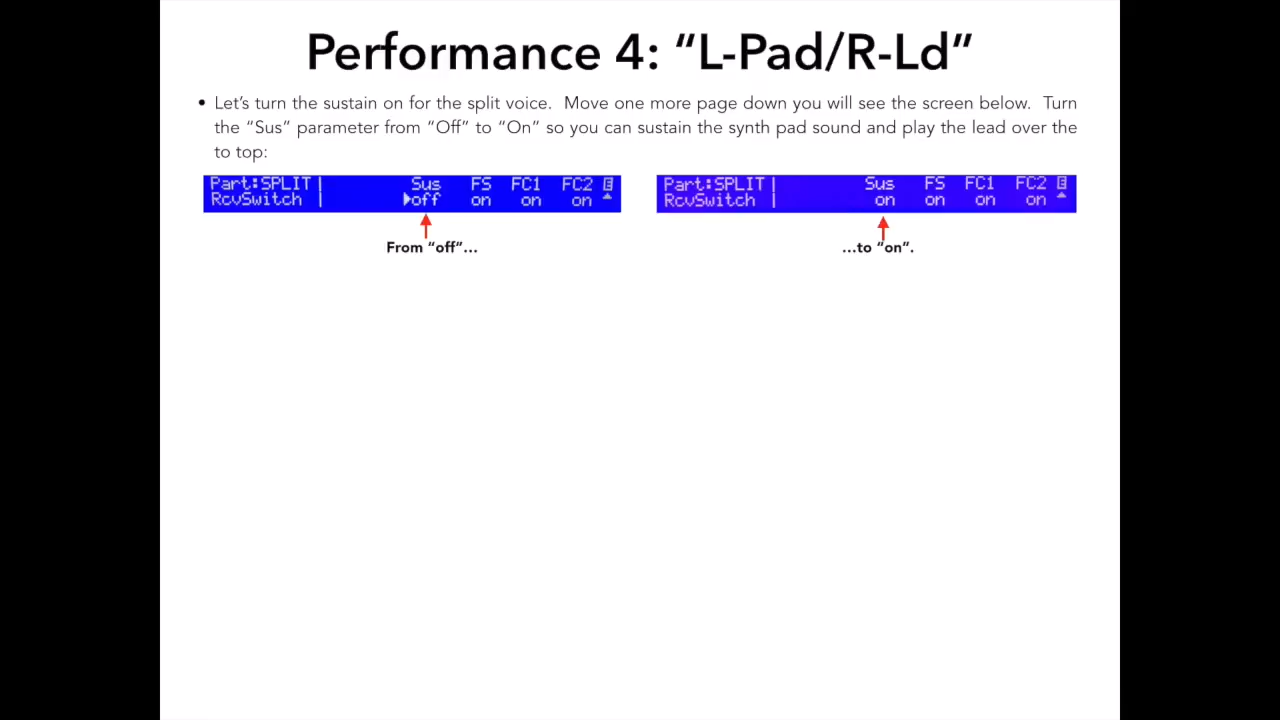 Performance 4: “L-Pad/R-Ld”
• Let’s turn the sustain on for the split voice. Move one more page down you will see the screen below. Turn
the “Sus” parameter from “Off” to “On” so you can sustain the synth pad sound and play the lead over the
to top:
Part:SPLIT| Sus FS FC1 FC2
RcvSwitch | off on on on
From “off”…
Part:SPLIT| Sus FS FC1 FC2
RcvSwitch | on on on on
…to “on”.